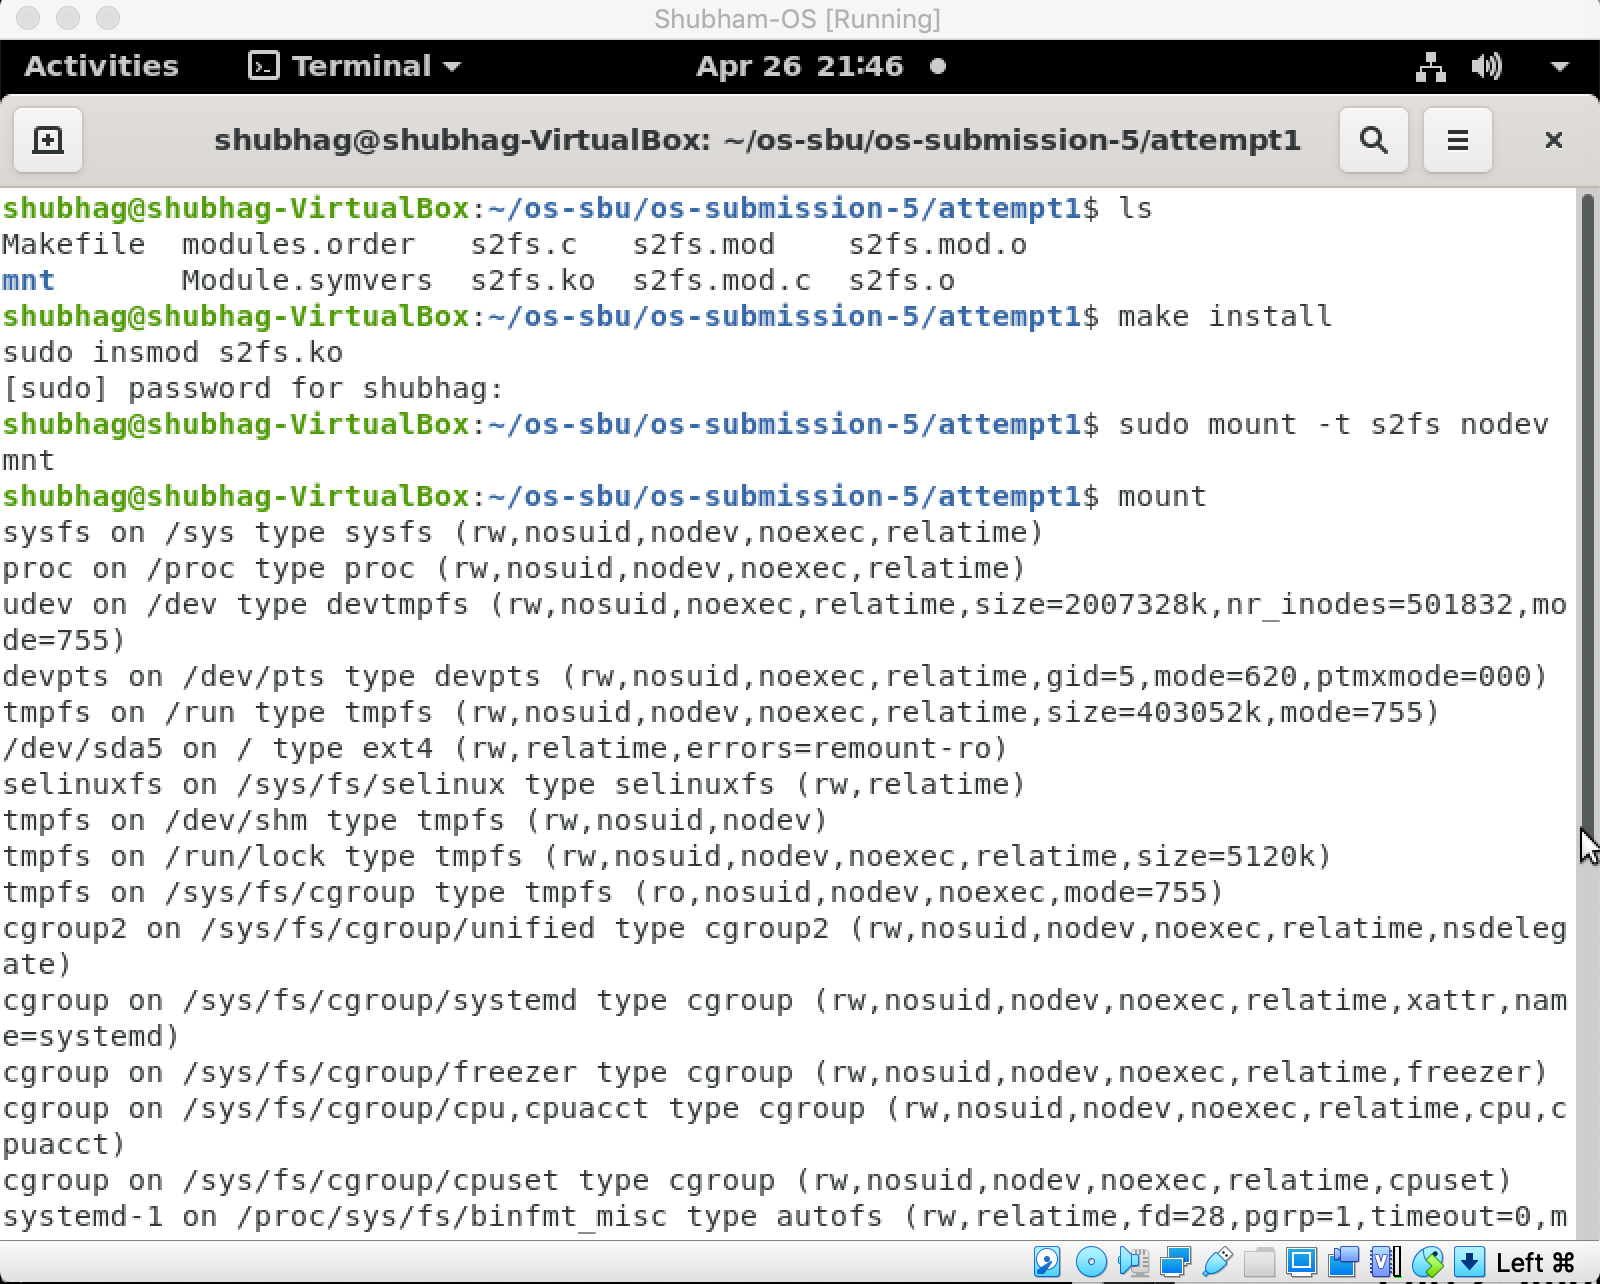 Shubham-OS [Running]
Activities Terminal Apr 26 21:46
shubhag@shubhag-VirtualBox: ~/os-sbu/os-submission-5/attempt1
shubhag@shubhag-VirtualBox:~/os-sbu/os-submission-5/attempt1$ ls
Makefile modules.order s2fs.c s2fs.mod s2fs.mod.o
mnt Module.symvers s2fs.ko s2fs.mod.c s2fs.o
shubhag@shubhag-VirtualBox:~/os-sbu/os-submission-5/attempt1$ make install
sudo insmod s2fs.ko
[sudo] password for shubhag:
shubhag@shubhag-VirtualBox:~/os-sbu/os-submission-5/attempt1$ sudo mount -t s2fs nodev
mnt
shubhag@shubhag-VirtualBox:~/os-sbu/os-submission-5/attempt1$ mount
sysfs on /sys type sysfs (rw,nosuid,nodev,noexec,relatime)
proc on /proc type proc (rw,nosuid,nodev,noexec,relatime)
udev on /dev type devtmpfs (rw,nosuid,noexec,relatime,size=2007328k,nr_inodes=501832,mo
de=755)
devpts on /dev/pts type devpts (rw,nosuid,noexec,relatime,gid=5,mode=620,ptmxmode=000)
tmpfs on /run type tmpfs (rw,nosuid,nodev,noexec,relatime,size=403052k,mode=755)
/dev/sda5 on / type ext4 (rw,relatime,errors=remount-ro)
selinuxfs on /sys/fs/selinux type selinuxfs (rw,relatime)
tmpfs on /dev/shm type tmpfs (rw,nosuid,nodev)
tmpfs on /run/lock type tmpfs (rw,nosuid,nodev,noexec,relatime,size=5120k)
tmpfs on /sys/fs/cgroup type tmpfs (ro,nosuid,nodev,noexec,mode=755)
cgroup2 on /sys/fs/cgroup/unified type cgroup2 (rw,nosuid,nodev,noexec,relatime,nsdeleg
ate)
cgroup on /sys/fs/cgroup/systemd type cgroup (rw,nosuid,nodev,noexec,relatime,xattr,nam
e=systemd)
cgroup on /sys/fs/cgroup/freezer type cgroup (rw,nosuid,nodev,noexec,relatime,freezer)
cgroup on /sys/fs/cgroup/cpu,cpuacct type cgroup (rw,nosuid,nodev,noexec,relatime,cpu,c
puacct)
cgroup on /sys/fs/cgroup/cpuset type cgroup (rw,nosuid,nodev,noexec,relatime,cpuset)
systemd-1 on /proc/sys/fs/binfmt_misc type autofs (rw,relatime,fd=28,pgrp=1,timeout=0,m
Left ⌘